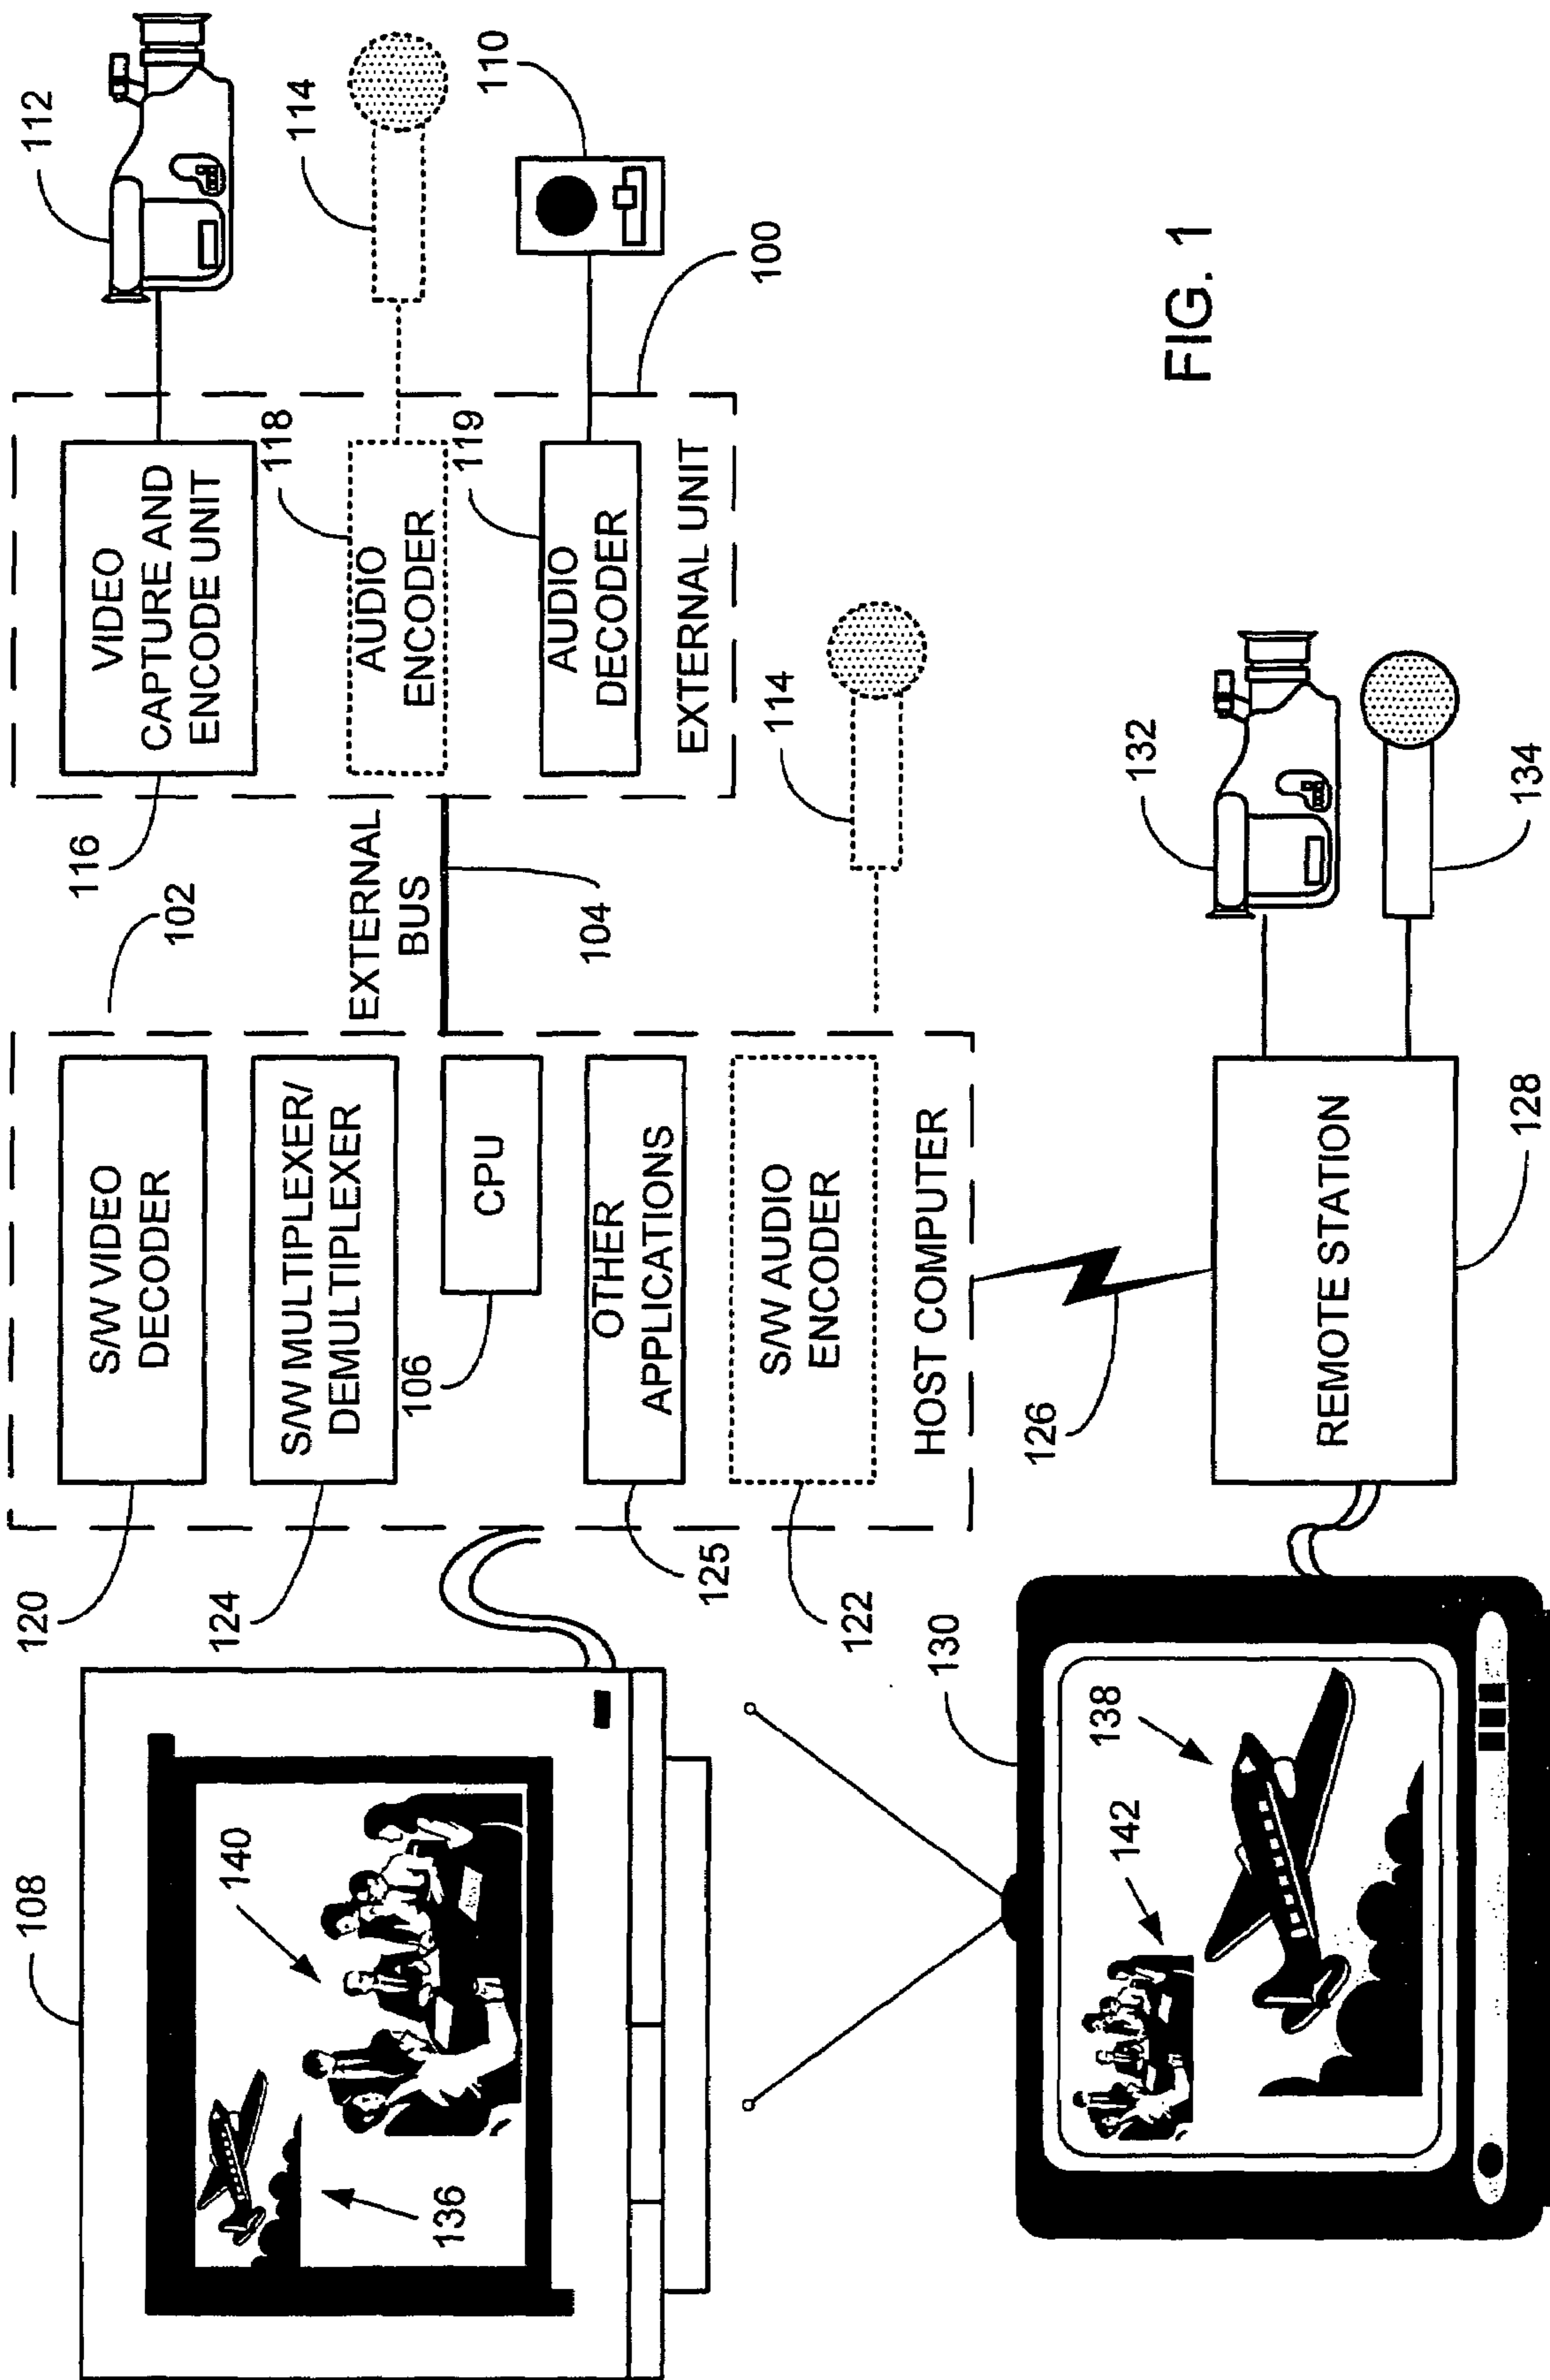 108
140
136
120
124
106
125
122
S/W VIDEO
DECODER
S/W MULTIPLEXER/
DEMULTIPLEXER
CPU
OTHER
APPLICATIONS
S/W AUDIO
ENCODER
HOST COMPUTER
102
EXTERNAL
BUS
104
116
VIDEO
CAPTURE AND
ENCODE UNIT
118
AUDIO
ENCODER
119
AUDIO
DECODER
EXTERNAL UNIT
100
112
114
110
114
130
142
138
126
REMOTE STATION
128
132
134
FIG. 1